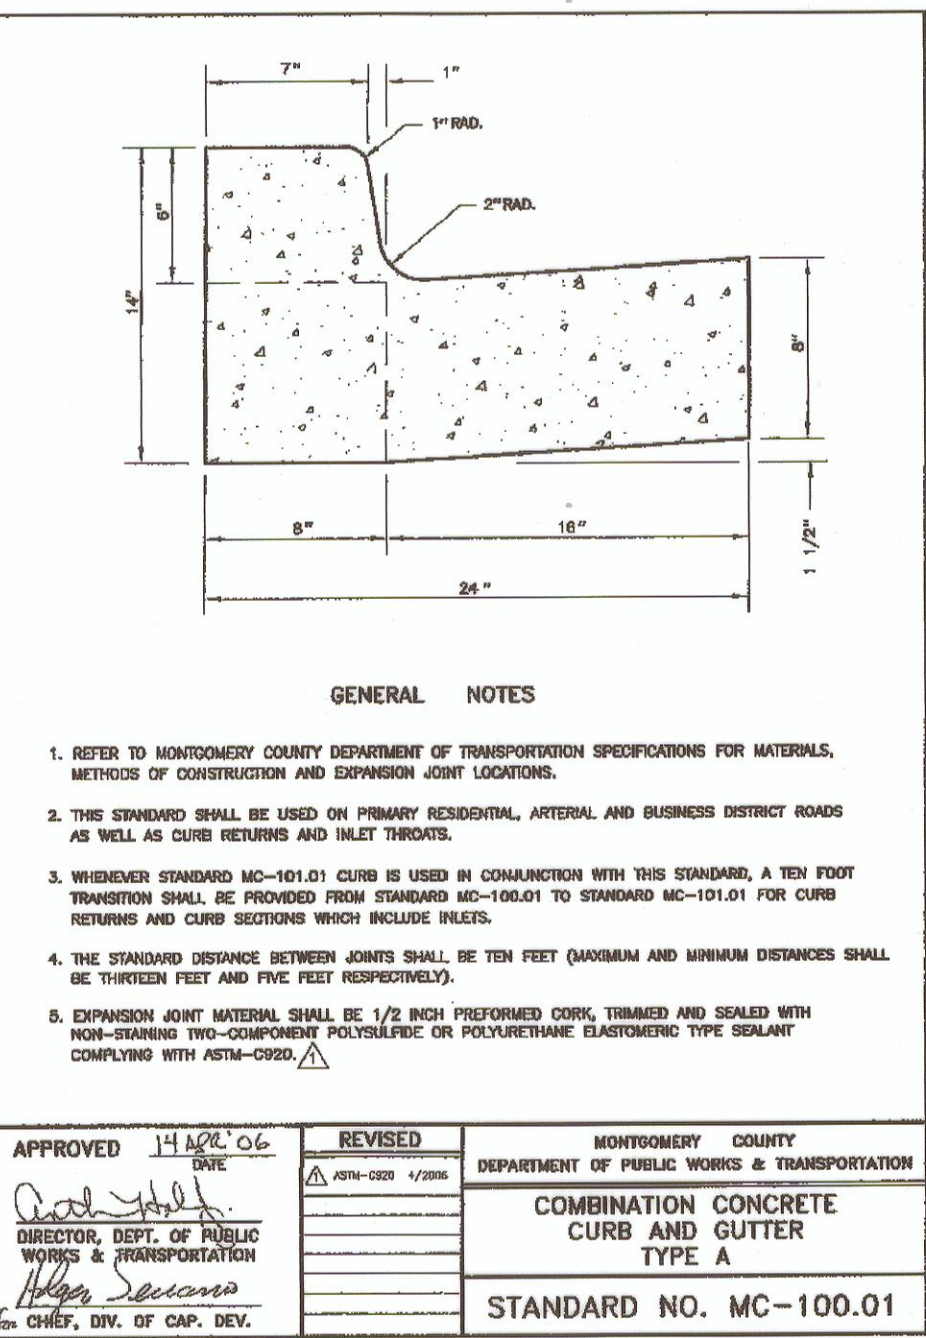 7"
1"
1" RAD.
2" RAD.
6"
14"
8"
8"
16"
1 1/2"
24"
GENERAL NOTES
1. REFER TO MONTGOMERY COUNTY DEPARTMENT OF TRANSPORTATION SPECIFICATIONS FOR MATERIALS,
METHODS OF CONSTRUCTION AND EXPANSION JOINT LOCATIONS.
2. THIS STANDARD SHALL BE USED ON PRIMARY RESIDENTIAL, ARTERIAL AND BUSINESS DISTRICT ROADS
AS WELL AS CURB RETURNS AND INLET THROATS.
3. WHENEVER STANDARD MC-101.01 CURB IS USED IN CONJUNCTION WITH THIS STANDARD, A TEN FOOT
TRANSITION SHALL BE PROVIDED FROM STANDARD MC-100.01 TO STANDARD MC-101.01 FOR CURB
RETURNS AND CURB SECTIONS WHICH INCLUDE INLETS.
4. THE STANDARD DISTANCE BETWEEN JOINTS SHALL BE TEN FEET (MAXIMUM AND MINIMUM DISTANCES SHALL
BE THIRTEEN FEET AND FIVE FEET RESPECTIVELY).
5. EXPANSION JOINT MATERIAL SHALL BE 1/2 INCH PREFORMED CORK, TRIMMED AND SEALED WITH
NON-STAINING TWO-COMPONENT POLYSULFIDE OR POLYURETHANE ELASTOMERIC TYPE SEALANT
COMPLYING WITH ASTM-C920. 1
APPROVED 14 APR '06
DATE
DIRECTOR, DEPT. OF PUBLIC
WORKS & TRANSPORTATION
for CHIEF, DIV. OF CAP. DEV.
REVISED
1 ASTM-C920 4/2006
MONTGOMERY COUNTY
DEPARTMENT OF PUBLIC WORKS & TRANSPORTATION
COMBINATION CONCRETE
CURB AND GUTTER
TYPE A
STANDARD NO. MC-100.01